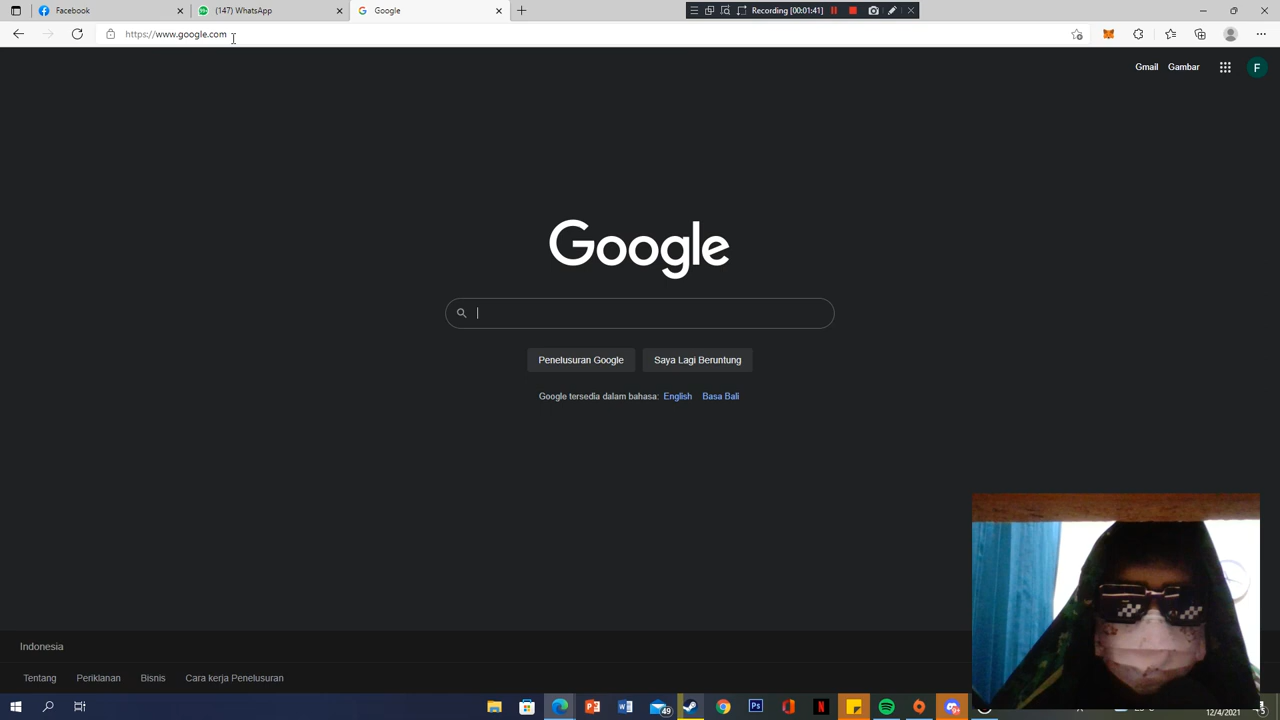 Facebook
(147) WhatsApp
Google
Recording [00:01:41]
https://www.google.com
Gmail Gambar
F
Google
Penelusuran Google Saya Lagi Beruntung
Google tersedia dalam bahasa: English Basa Bali
Indonesia
Tentang Periklanan Bisnis Cara kerja Penelusuran
49
12/4/2021